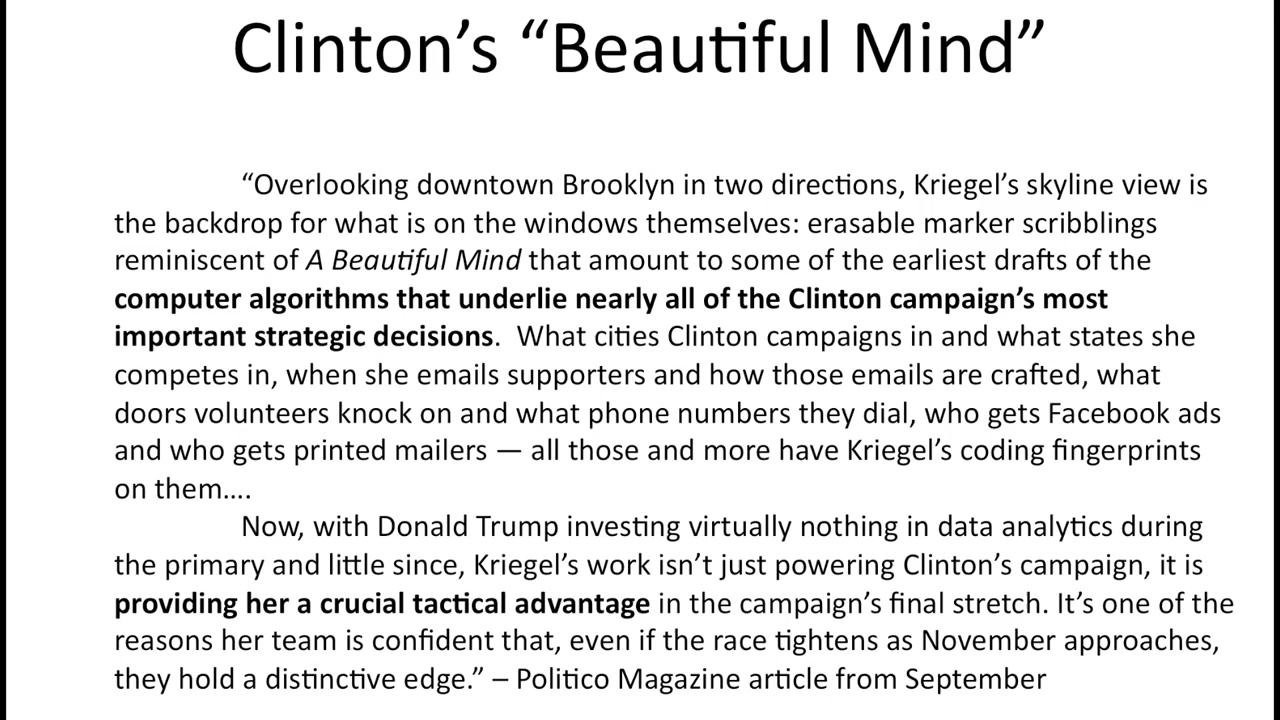 Clinton’s “Beautiful Mind”
“Overlooking downtown Brooklyn in two directions, Kriegel’s skyline view is
the backdrop for what is on the windows themselves: erasable marker scribblings
reminiscent of A Beautiful Mind that amount to some of the earliest drafts of the
computer algorithms that underlie nearly all of the Clinton campaign’s most
important strategic decisions.  What cities Clinton campaigns in and what states she
competes in, when she emails supporters and how those emails are crafted, what
doors volunteers knock on and what phone numbers they dial, who gets Facebook ads
and who gets printed mailers — all those and more have Kriegel’s coding fingerprints
on them….
Now, with Donald Trump investing virtually nothing in data analytics during
the primary and little since, Kriegel’s work isn’t just powering Clinton’s campaign, it is
providing her a crucial tactical advantage in the campaign’s final stretch. It’s one of the
reasons her team is confident that, even if the race tightens as November approaches,
they hold a distinctive edge.” – Politico Magazine article from September